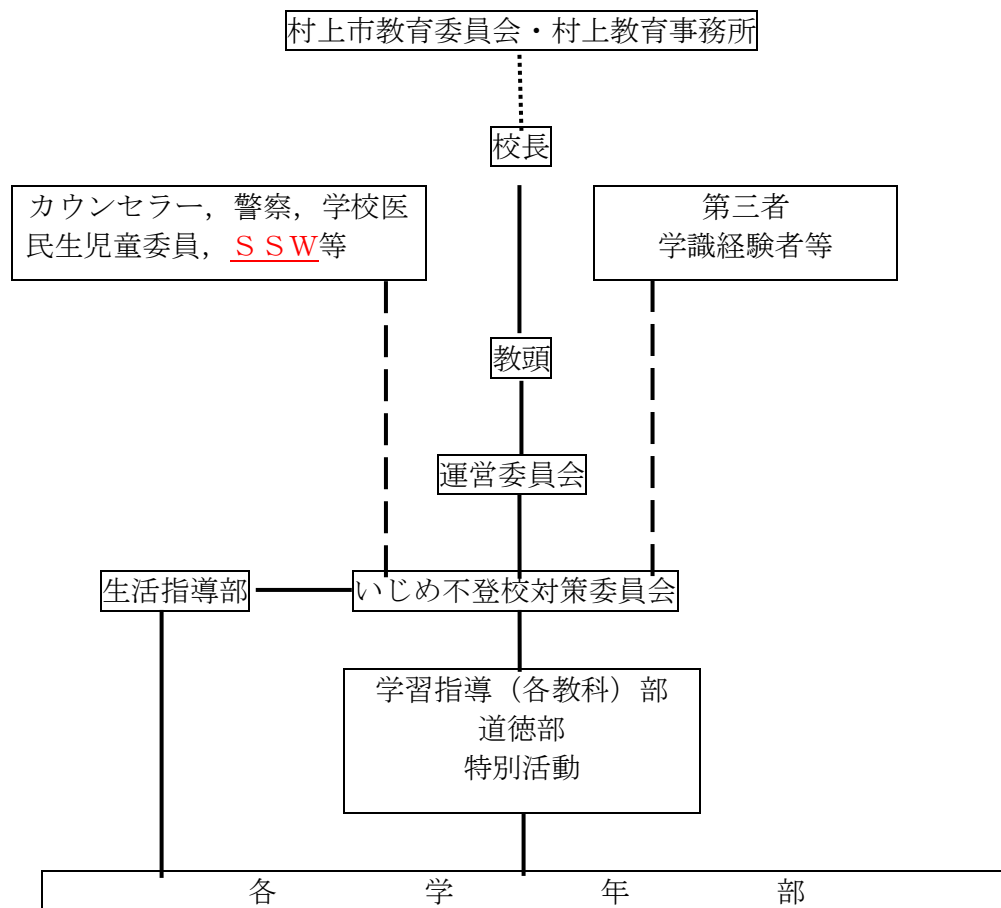 村上市教育委員会・村上教育事務所
校長
カウンセラー，警察，学校医
民生児童委員，ＳＳＷ等
第三者
学識経験者等
教頭
運営委員会
生活指導部
いじめ不登校対策委員会
学習指導（各教科）部
道徳部
特別活動
各　学　年　部